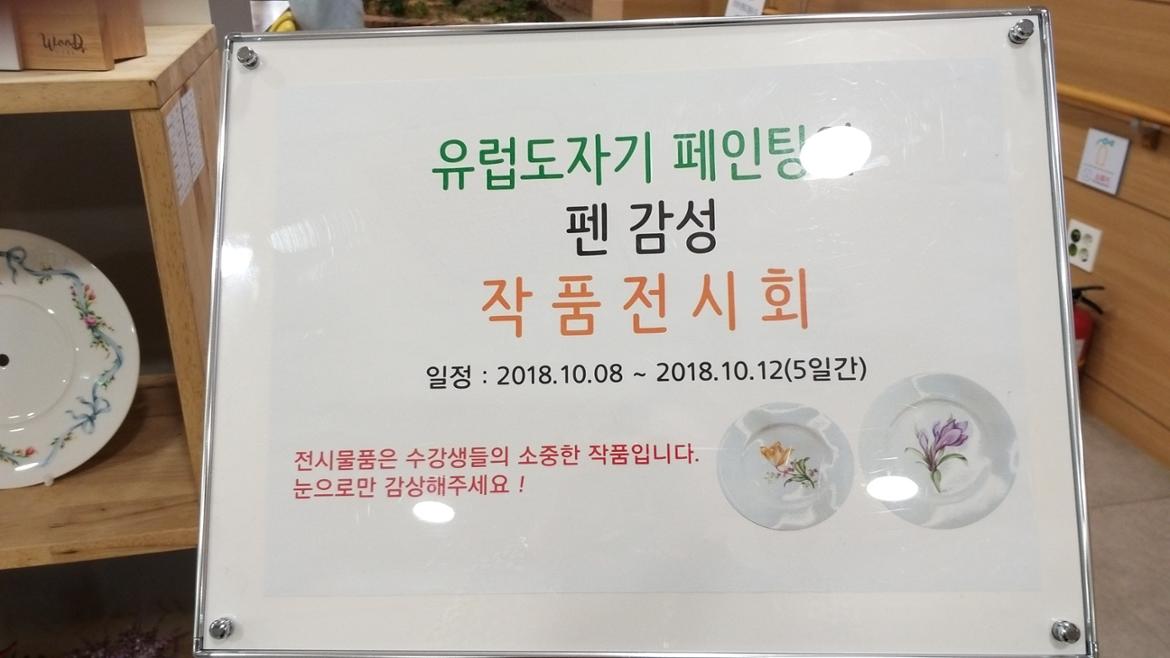 WooD
유럽도자기 페인팅
펜 감성
작품전시회
일정 : 2018.10.08 ~ 2018.10.12(5일간)
전시물품은 수강생들의 소중한 작품입니다.
눈으로만 감상해주세요 !